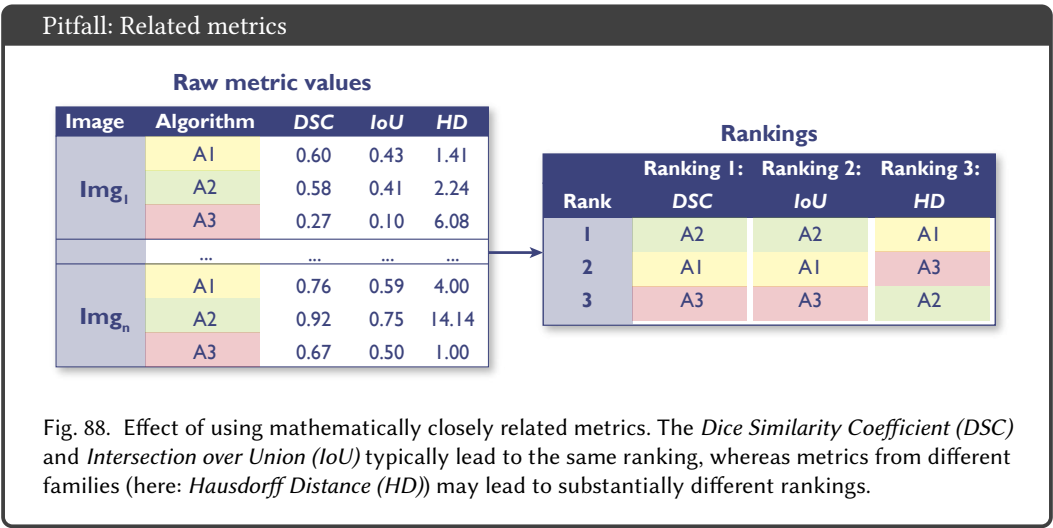 Pitfall: Related metrics
Raw metric values
Image Algorithm DSC IoU HD
A1 0.60 0.43 1.41
Img1 A2 0.58 0.41 2.24
A3 0.27 0.10 6.08
... ... ... ...
A1 0.76 0.59 4.00
Imgn A2 0.92 0.75 14.14
A3 0.67 0.50 1.00
Rankings
Ranking 1: Ranking 2: Ranking 3:
Rank DSC IoU HD
1 A2 A2 A1
2 A1 A1 A3
3 A3 A3 A2
Fig. 88. Effect of using mathematically closely related metrics. The Dice Similarity Coefficient (DSC)
and Intersection over Union (IoU) typically lead to the same ranking, whereas metrics from different
families (here: Hausdorff Distance (HD)) may lead to substantially different rankings.